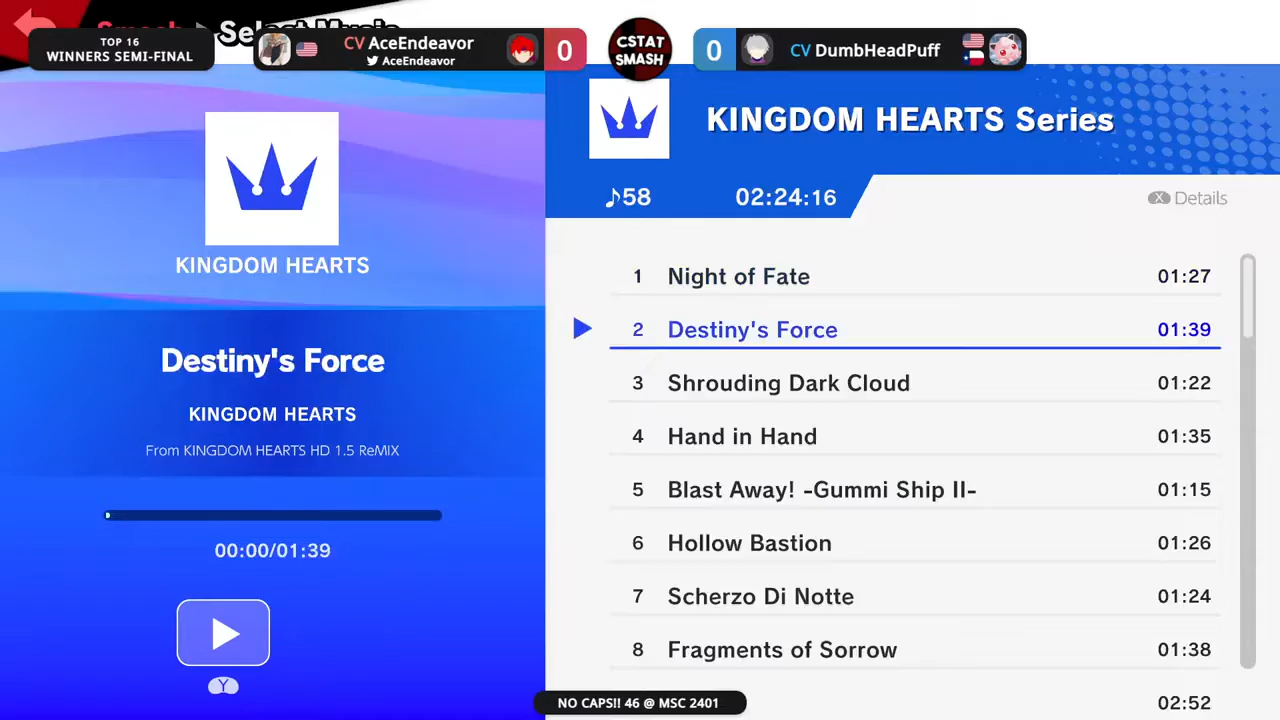 Smash ▶ Select Music
TOP 16
WINNERS SEMI-FINAL
CV AceEndeavor
AceEndeavor
0
CSTAT
SMASH
0
CV DumbHeadPuff
KINGDOM HEARTS
Destiny's Force
KINGDOM HEARTS
From KINGDOM HEARTS HD 1.5 ReMIX
00:00/01:39
Y
KINGDOM HEARTS Series
♪58 02:24:16
X Details
1 Night of Fate 01:27
2 Destiny's Force 01:39
3 Shrouding Dark Cloud 01:22
4 Hand in Hand 01:35
5 Blast Away! -Gummi Ship II- 01:15
6 Hollow Bastion 01:26
7 Scherzo Di Notte 01:24
8 Fragments of Sorrow 01:38
02:52
NO CAPS!! 46 @ MSC 2401